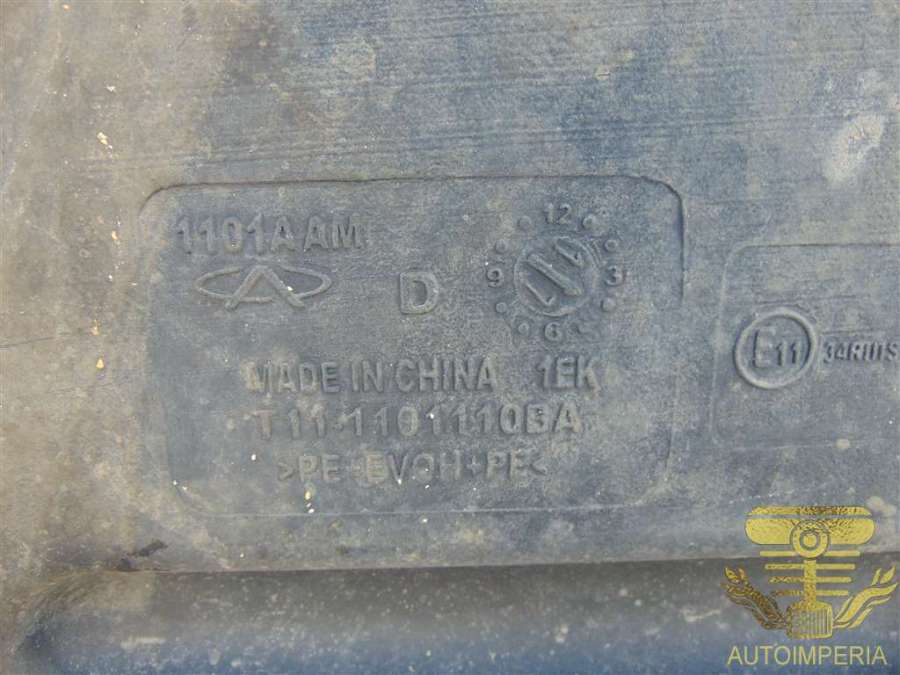 1101AAM
D
12
9 3
6
MADE IN CHINA 1EK
T11-1101110BA
>PE+EVOH+PE<
E11
AUTOIMPERIA